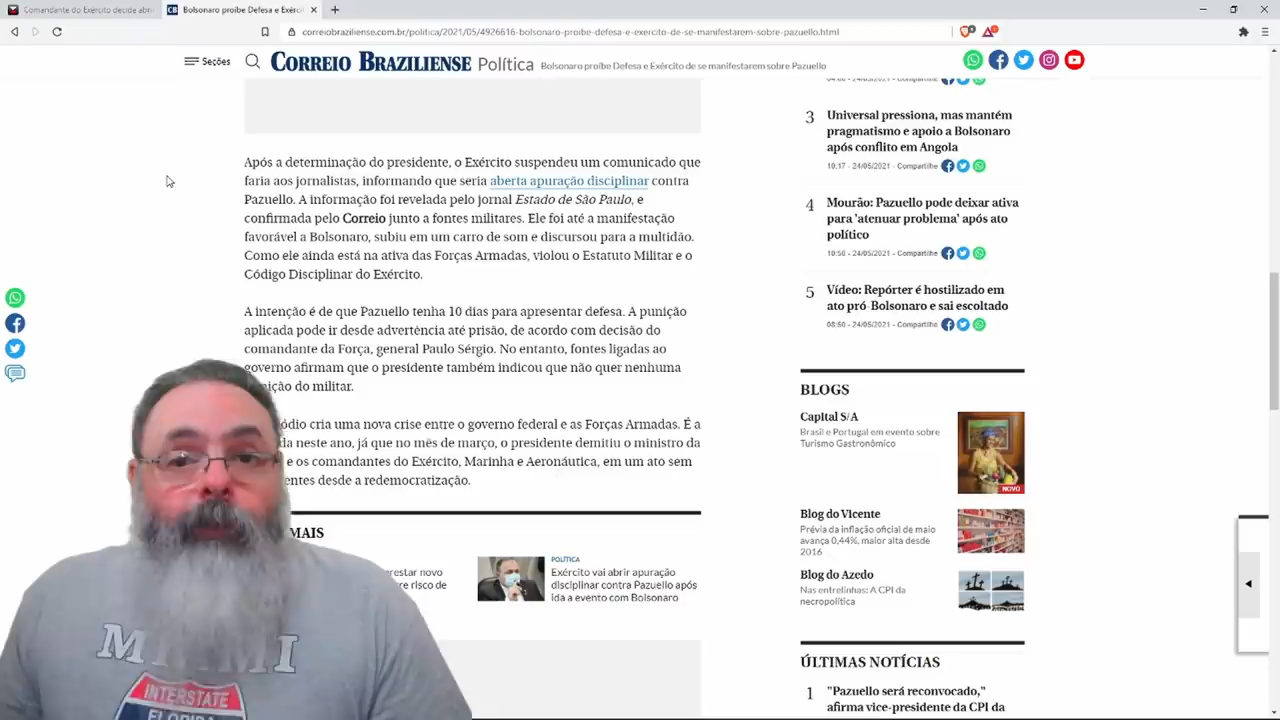 Comandante do Exército decide abri
CB Bolsonaro proíbe Defesa e Exérci
correiobraziliense.com.br/politica/2021/05/4926616-bolsonaro-proibe-defesa-e-exercito-de-se-manifestarem-sobre-pazuello.html
Seções
CORREIO BRAZILIENSE Política Bolsonaro proíbe Defesa e Exército de se manifestarem sobre Pazuello
Após a determinação do presidente, o Exército suspendeu um comunicado que
faria aos jornalistas, informando que seria aberta apuração disciplinar contra
Pazuello. A informação foi revelada pelo jornal Estado de São Paulo, e
confirmada pelo Correio junto a fontes militares. Ele foi até a manifestação
favorável a Bolsonaro, subiu em um carro de som e discursou para a multidão.
Como ele ainda está na ativa das Forças Armadas, violou o Estatuto Militar e o
Código Disciplinar do Exército.
A intenção é de que Pazuello tenha 10 dias para apresentar defesa. A punição
aplicada pode ir desde advertência até prisão, de acordo com decisão do
comandante da Força, general Paulo Sérgio. No entanto, fontes ligadas ao
governo afirmam que o presidente também indicou que não quer nenhuma
do militar.
cria uma nova crise entre o governo federal e as Forças Armadas. É a
neste ano, já que no mês de março, o presidente demitiu o ministro da
e os comandantes do Exército, Marinha e Aeronáutica, em um ato sem
desde a redemocratização.
MAIS
novo
risco de
POLÍTICA
Exército vai abrir apuração
disciplinar contra Pazuello após
ida a evento com Bolsonaro
04:00 - 24/05/2021 - Compartilhe
3 Universal pressiona, mas mantém
pragmatismo e apoio a Bolsonaro
após conflito em Angola
10:17 - 24/05/2021 - Compartilhe
4 Mourão: Pazuello pode deixar ativa
para 'atenuar problema' após ato
político
10:50 - 24/05/2021 - Compartilhe
5 Vídeo: Repórter é hostilizado em
ato pró-Bolsonaro e sai escoltado
08:50 - 24/05/2021 - Compartilhe
BLOGS
Capital S/A
Brasil e Portugal em evento sobre
Turismo Gastronômico
NOVO
Blog do Vicente
Prévia da inflação oficial de maio
avança 0,44%, maior alta desde
2016
Blog do Azedo
Nas entrelinhas: A CPI da
necropolítica
ÚLTIMAS NOTÍCIAS
1 "Pazuello será reconvocado,"
afirma vice-presidente da CPI da
INTERSTATE